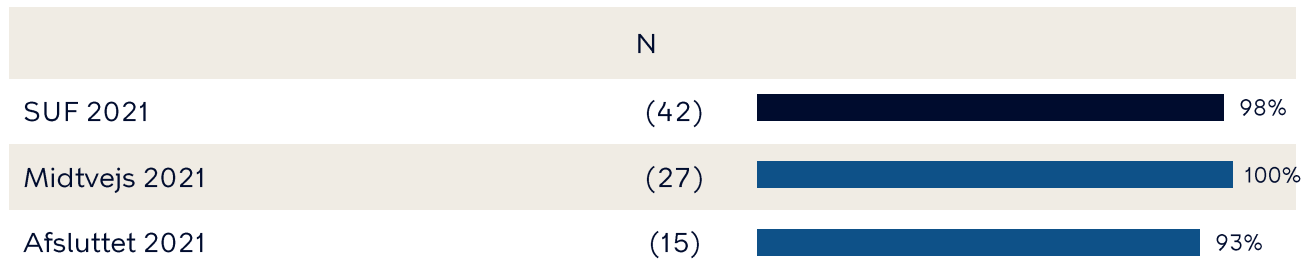 N
SUF 2021 (42) 98%
Midtvejs 2021 (27) 100%
Afsluttet 2021 (15) 93%